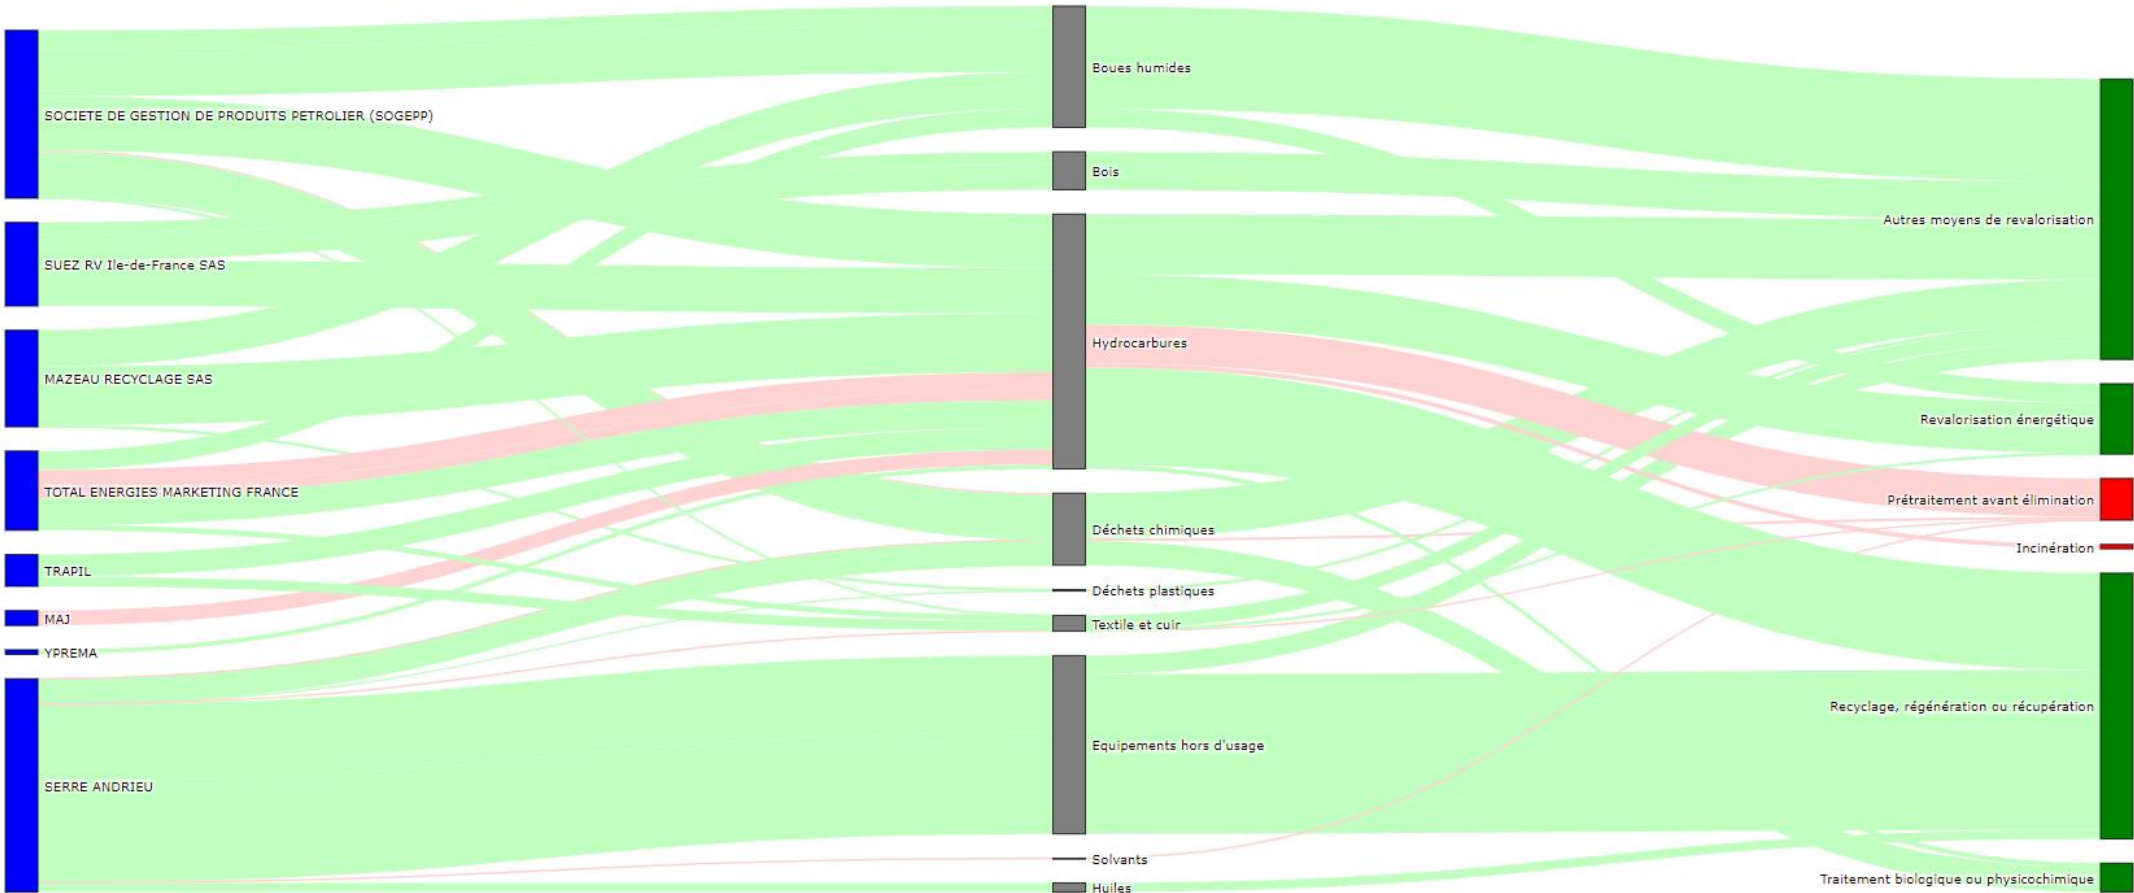 SOCIETE DE GESTION DE PRODUITS PETROLIER (SOGEPP)
SUEZ RV Ile-de-France SAS
MAZEAU RECYCLAGE SAS
TOTAL ENERGIES MARKETING FRANCE
TRAPIL
MAJ
YPREMA
SERRE ANDRIEU
Boues humides
Bois
Hydrocarbures
Déchets chimiques
Déchets plastiques
Textile et cuir
Equipements hors d'usage
Solvants
Huiles
Autres moyens de revalorisation
Revalorisation énergétique
Prétraitement avant élimination
Incinération
Recyclage, régénération ou récupération
Traitement biologique ou physicochimique